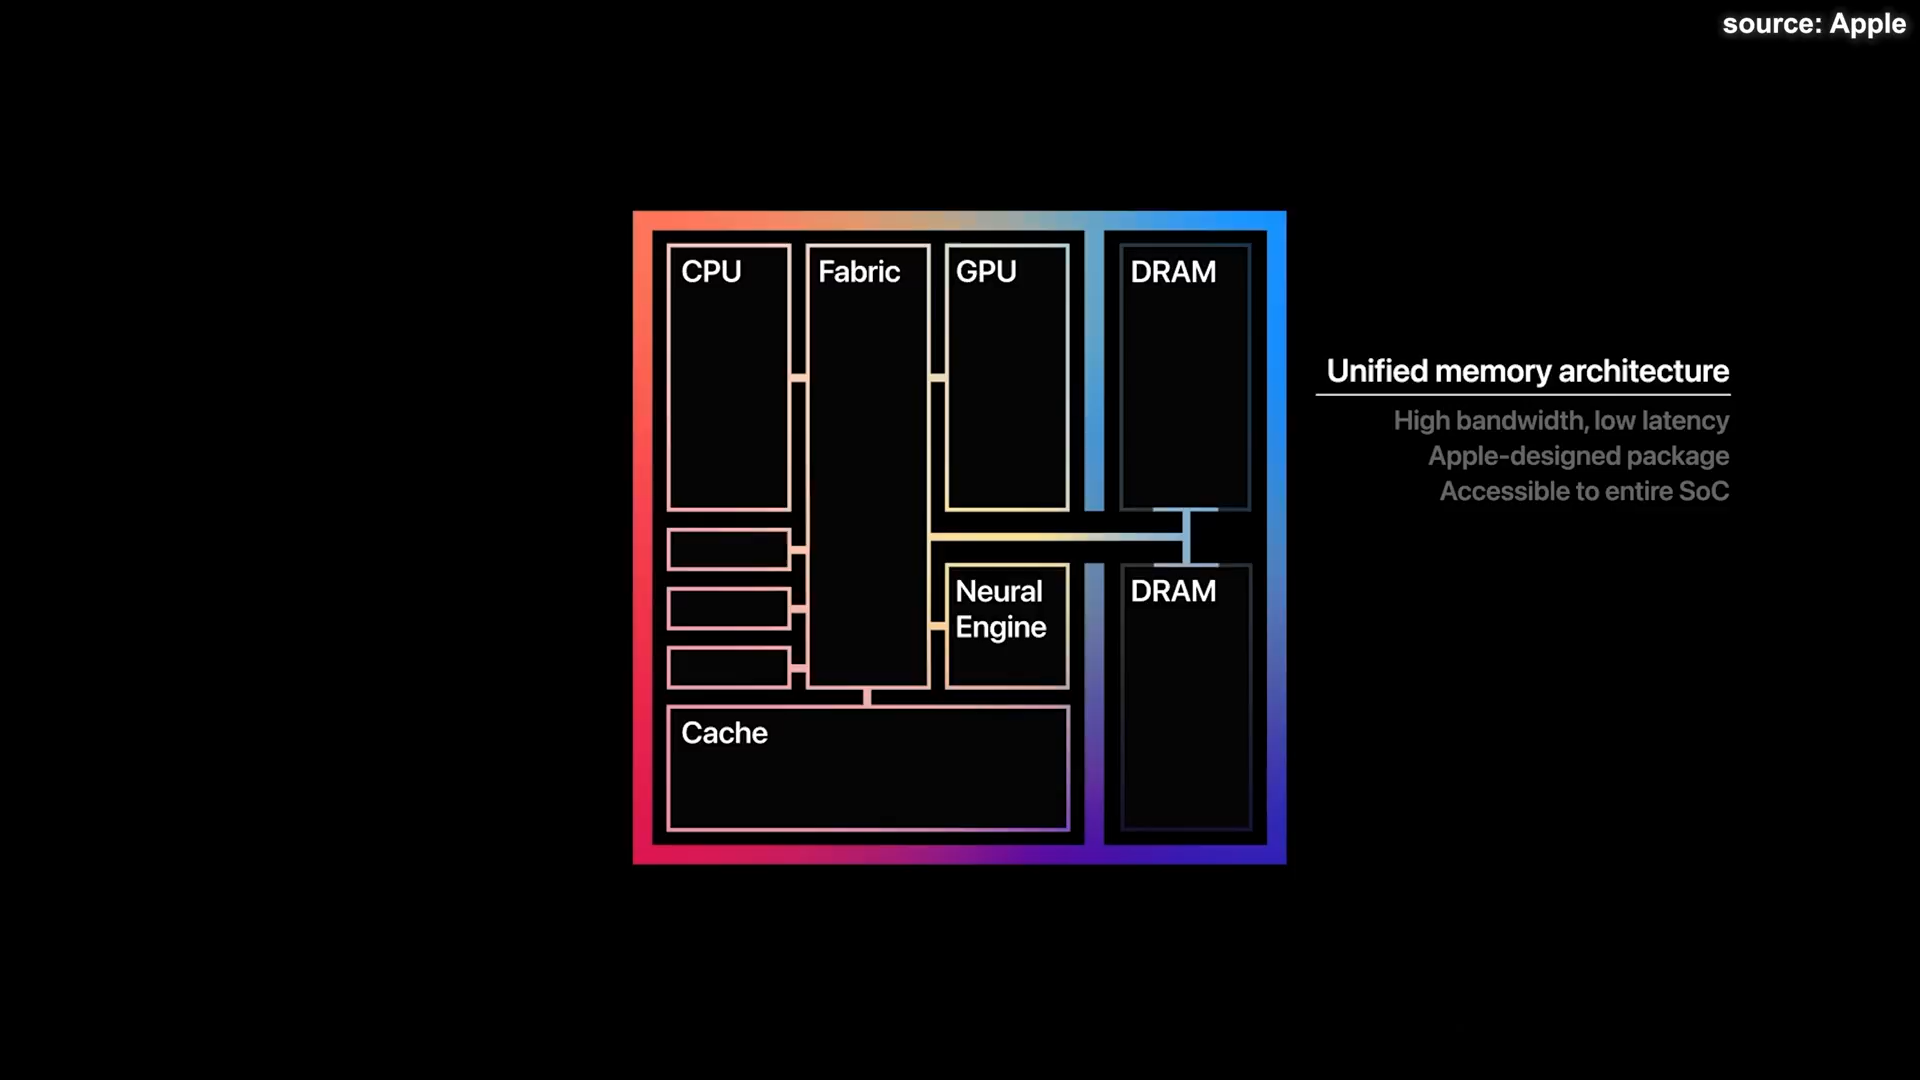 source: Apple
CPU
Fabric
GPU
DRAM
Unified memory architecture
High bandwidth, low latency
Apple-designed package
Accessible to entire SoC
Neural
Engine
DRAM
Cache